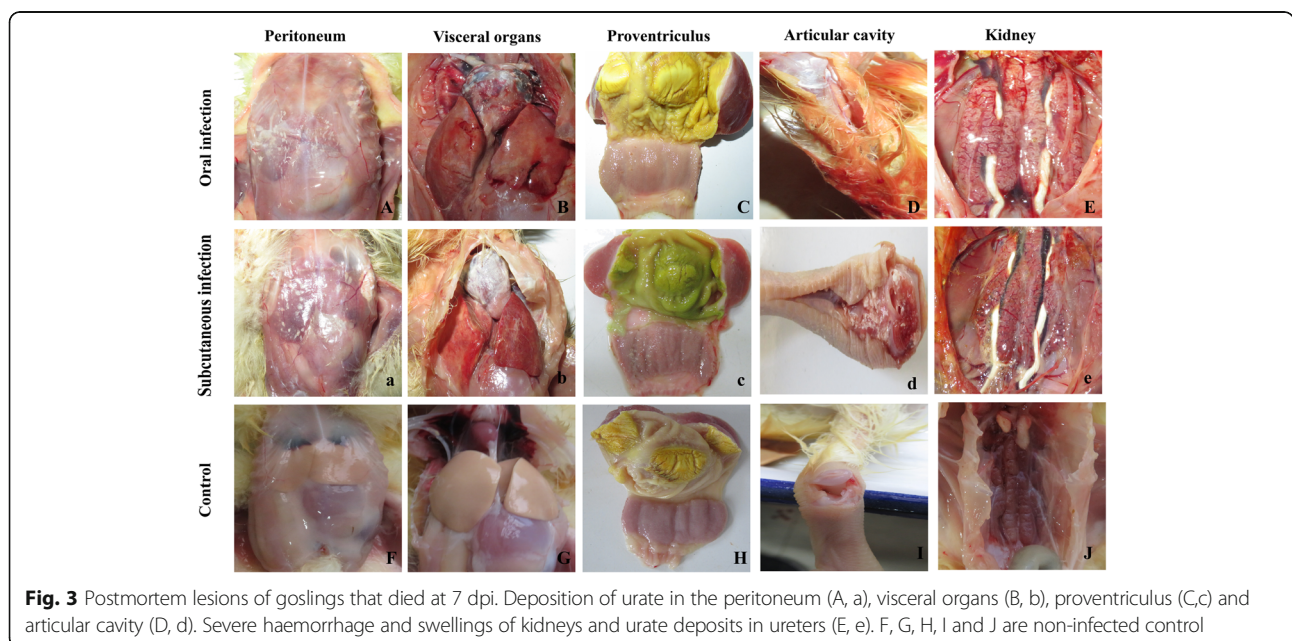 Peritoneum Visceral organs Proventriculus Articular cavity Kidney
Oral infection
A B C D E
Subcutaneous infection
a b c d e
Control
F G H I J
Fig. 3 Postmortem lesions of goslings that died at 7 dpi. Deposition of urate in the peritoneum (A, a), visceral organs (B, b), proventriculus (C,c) and
articular cavity (D, d). Severe haemorrhage and swellings of kidneys and urate deposits in ureters (E, e). F, G, H, I and J are non-infected control